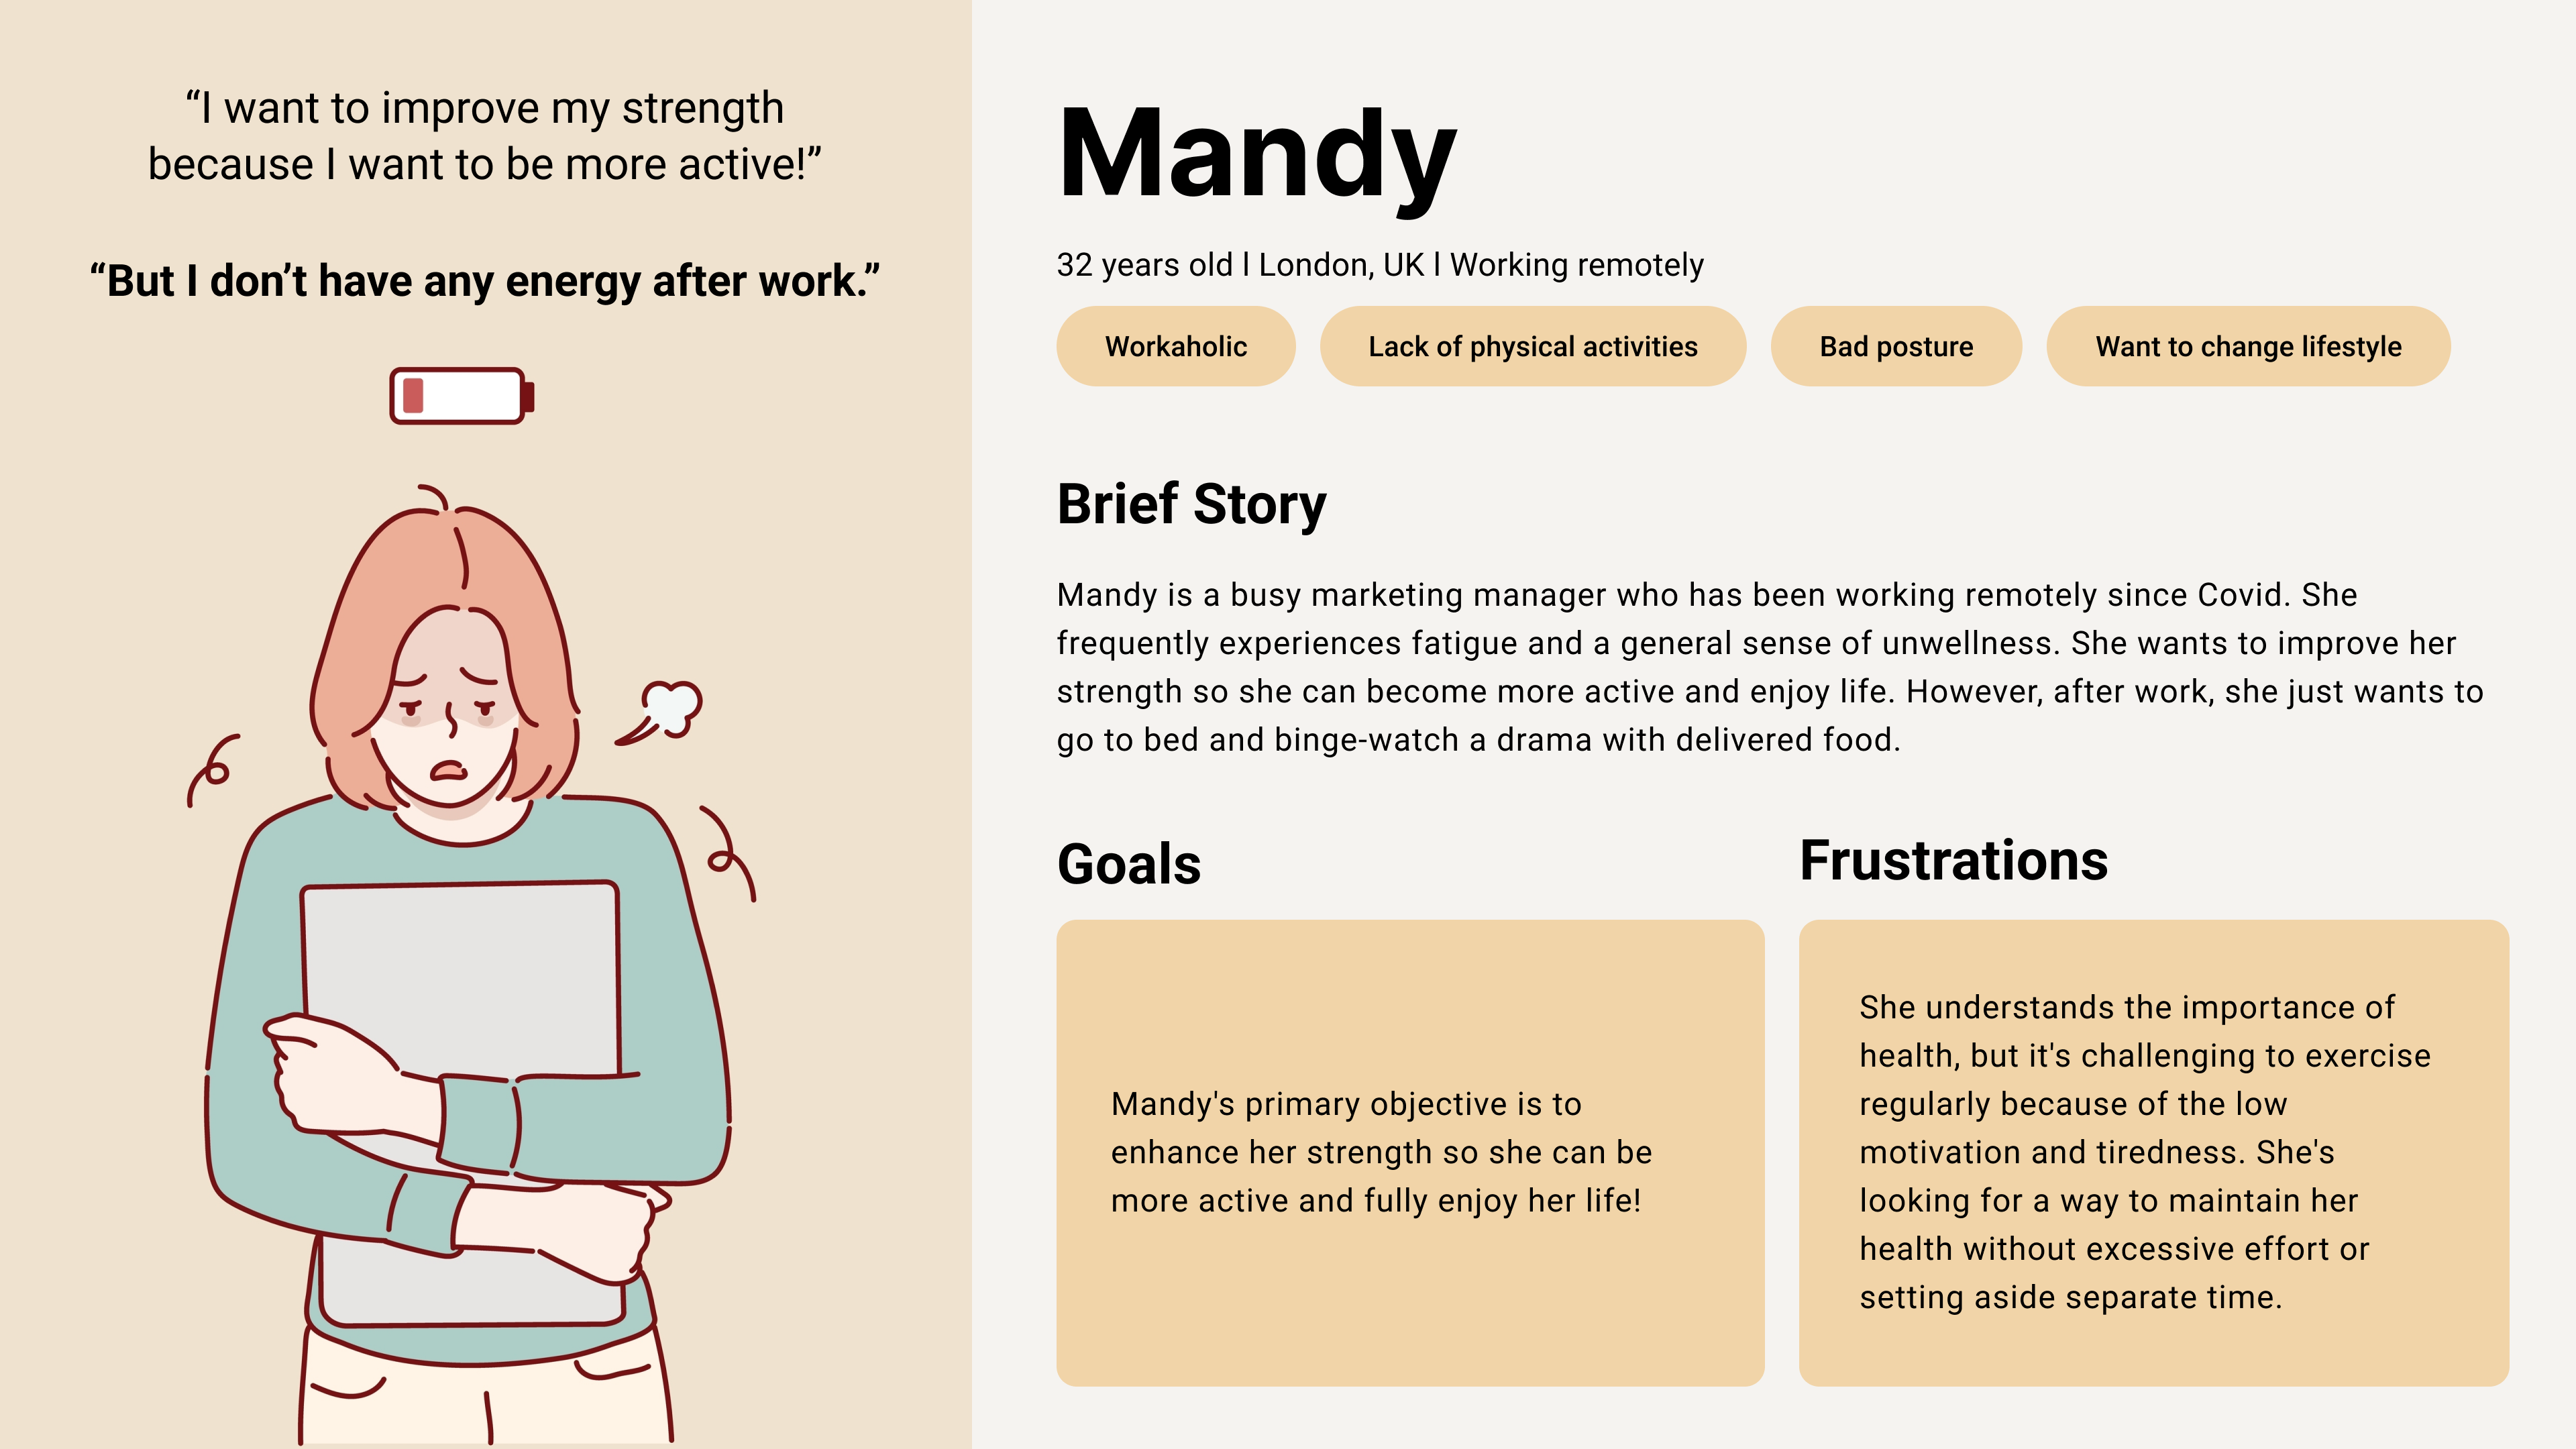 “I want to improve my strength
because I want to be more active!”
“But I don’t have any energy after work.”
Mandy
32 years old l London, UK l Working remotely
Workaholic
Lack of physical activities
Bad posture
Want to change lifestyle
Brief Story
Mandy is a busy marketing manager who has been working remotely since Covid. She
frequently experiences fatigue and a general sense of unwellness. She wants to improve her
strength so she can become more active and enjoy life. However, after work, she just wants to
go to bed and binge-watch a drama with delivered food.
Goals
Mandy's primary objective is to
enhance her strength so she can be
more active and fully enjoy her life!
Frustrations
She understands the importance of
health, but it's challenging to exercise
regularly because of the low
motivation and tiredness. She's
looking for a way to maintain her
health without excessive effort or
setting aside separate time.